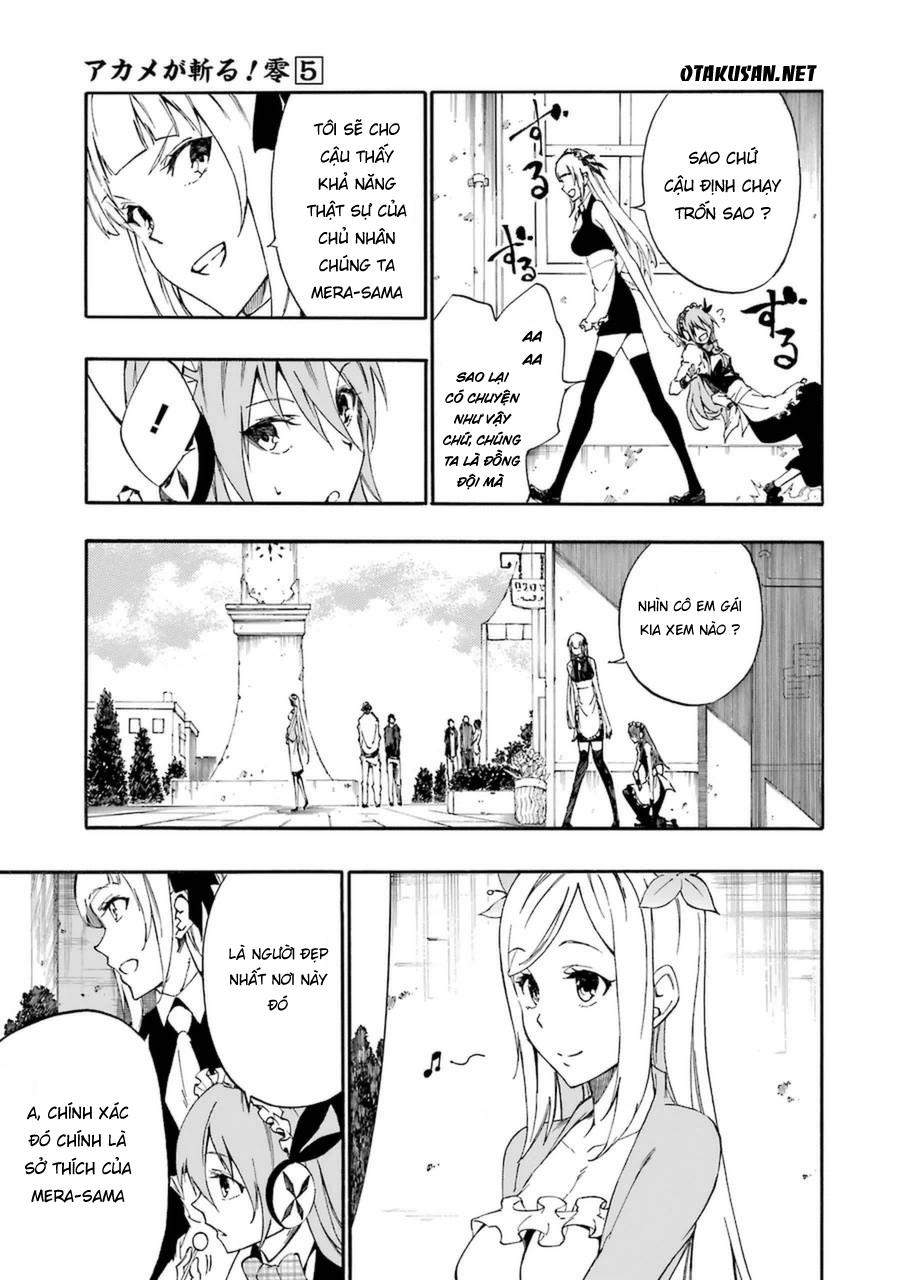 アカメが斬る！零5
OTAKUSAN.NET
SAO CHỨ
CẬU ĐỊNH CHẠY
TRỐN SAO ?
ずる
ずる
ずる
AA
AA
SAO LẠI
CÓ CHUYỆN
NHƯ VẬY
CHỨ, CHÚNG
TA LÀ ĐỒNG
ĐỘI MÀ
TÔI SẼ CHO
CẬU THẤY
KHẢ NĂNG
THẬT SỰ CỦA
CHỦ NHÂN
CHÚNG TA
MERA-SAMA
!
NHÌN CÔ EM GÁI
KIA XEM NÀO ?
LÀ NGƯỜI ĐẸP
NHẤT NƠI NÀY
ĐÓ
A, CHÍNH XÁC
ĐÓ CHÍNH LÀ
SỞ THÍCH CỦA
MERA-SAMA